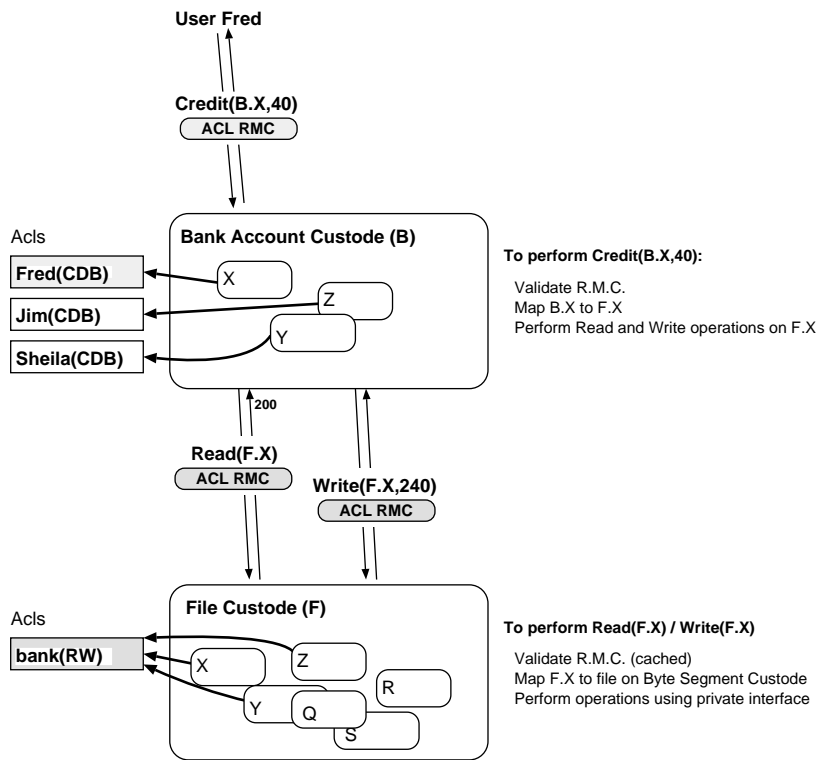 User Fred
Credit(B.X,40)
ACL RMC
Acls
Bank Account Custode (B)
Fred(CDB)
X
Jim(CDB)
Z
Sheila(CDB)
Y
To perform Credit(B.X,40):
Validate R.M.C.
Map B.X to F.X
Perform Read and Write operations on F.X
200
Read(F.X)
ACL RMC
Write(F.X,240)
ACL RMC
Acls
File Custode (F)
bank(RW)
X
Z
R
Y
Q
S
To perform Read(F.X) / Write(F.X)
Validate R.M.C. (cached)
Map F.X to file on Byte Segment Custode
Perform operations using private interface